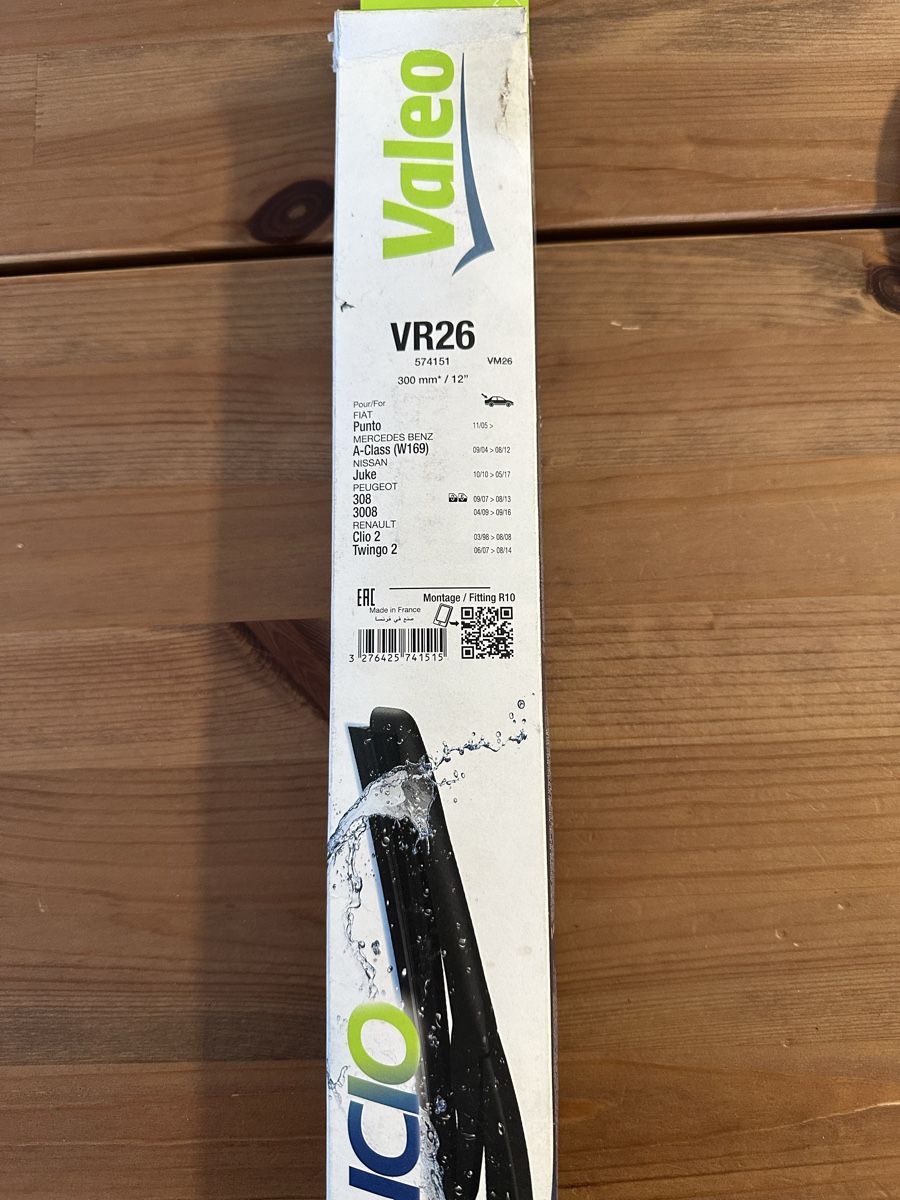 Valeo
VR26
574151 VM26
300 mm* / 12"
Pour/For
FIAT
Punto 11/05 >
MERCEDES BENZ
A-Class (W169) 09/04 > 08/12
NISSAN
Juke 10/10 > 05/17
PEUGEOT
308 09/07 > 08/13
3008 04/09 > 09/16
RENAULT
Clio 2 03/98 > 08/08
Twingo 2 06/07 > 08/14
EAC Montage / Fitting R10
Made in France
صنع في فرنسا
3 276425 741515
®